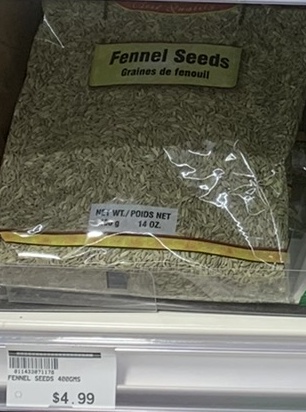 Fennel Seeds
Graines de fenouil
NET WT./POIDS NET
14 OZ.
FENNEL SEEDS 400GMS
$4.99